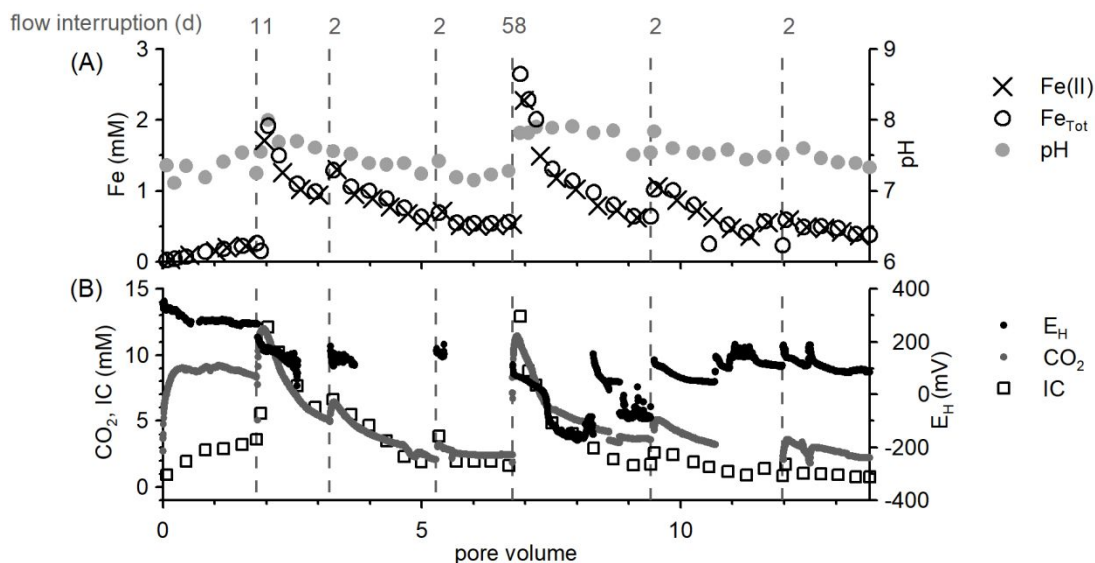 flow interruption (d) 11 2 2 58 2 2
(A)
3
2
1
0
Fe (mM)
9
8
7
6
pH
Fe(II)
FeTot
pH
(B)
15
10
5
0
CO2, IC (mM)
400
200
0
-200
-400
EH (mV)
EH
CO2
IC
0 5 10
pore volume